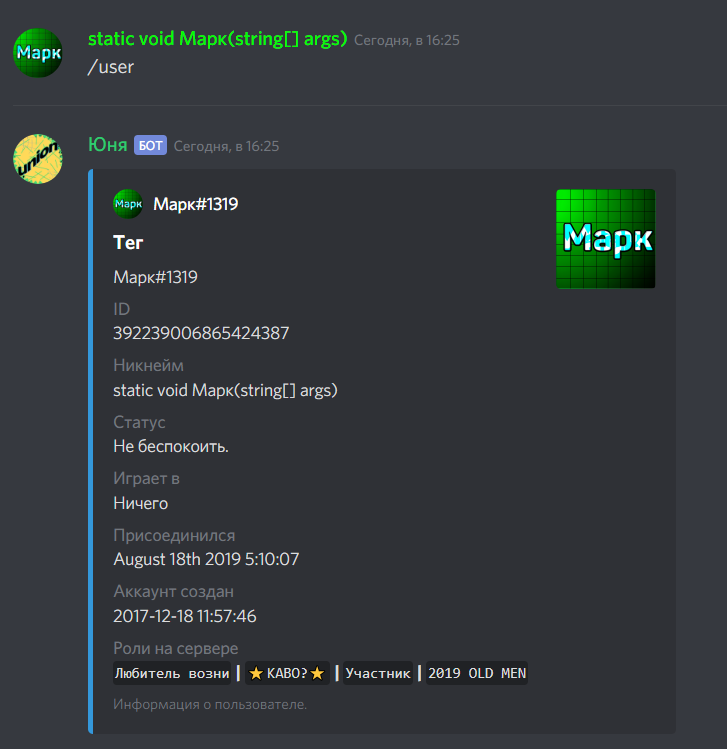 Марк
static void Марк(string[] args) Сегодня, в 16:25
/user
union
Юня БОТ Сегодня, в 16:25
Марк Марк#1319
Марк
Тег
Марк#1319
ID
392239006865424387
Никнейм
static void Марк(string[] args)
Статус
Не беспокоить.
Играет в
Ничего
Присоединился
August 18th 2019 5:10:07
Аккаунт создан
2017-12-18 11:57:46
Роли на сервере
Любитель возни | ⭐КАВО?⭐ | Участник | 2019 OLD MEN
Информация о пользователе.